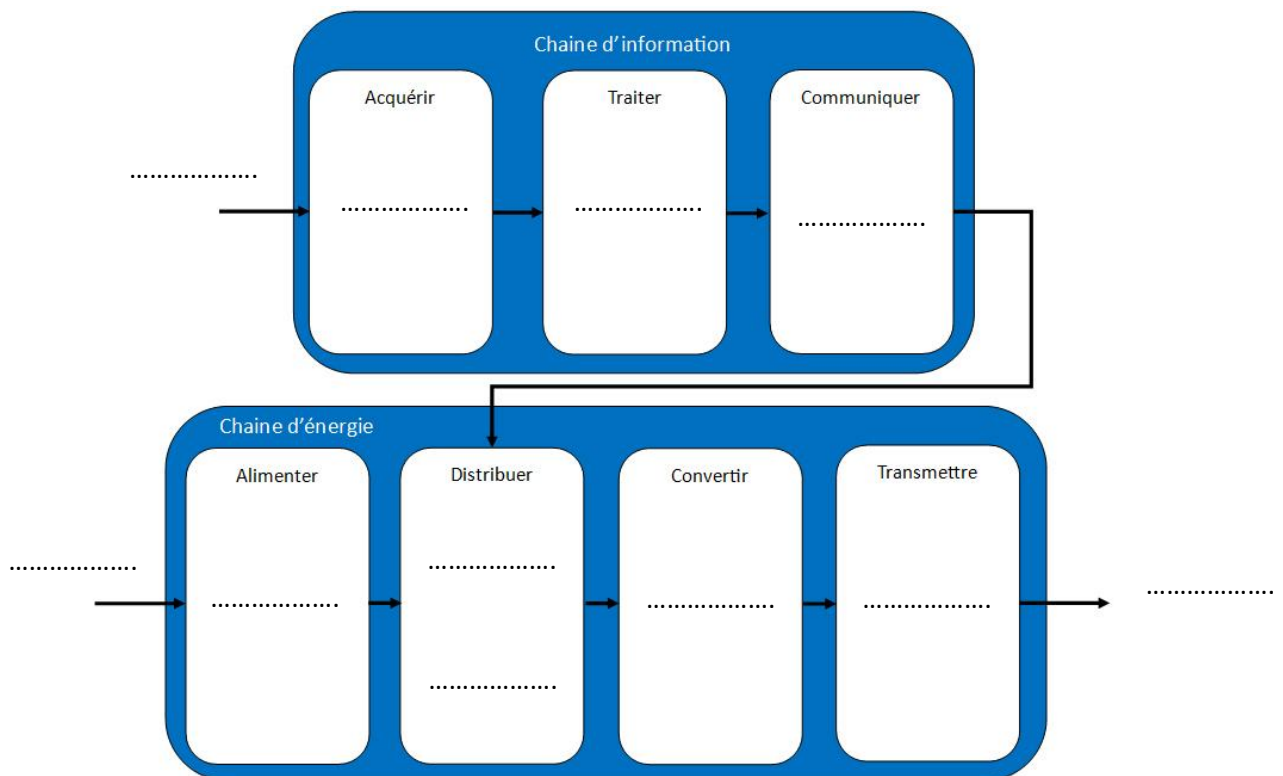 Chaine d'information
Acquérir
Traiter
Communiquer
....................
....................
....................
....................
Chaine d'énergie
Alimenter
Distribuer
Convertir
Transmettre
....................
....................
....................
....................
....................
....................
....................